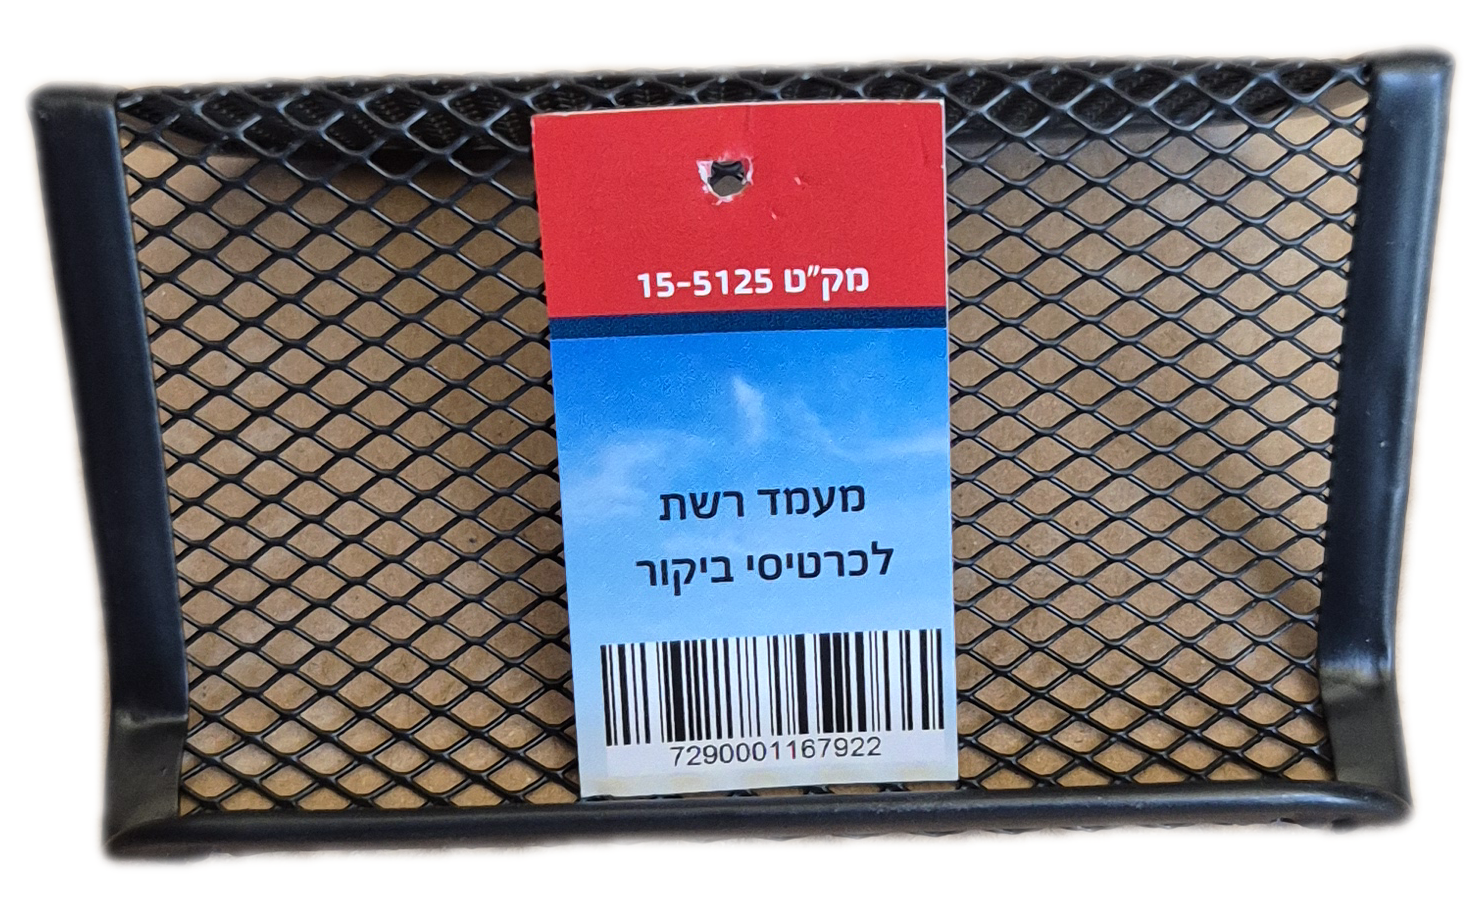 מק״ט 15-5125
מעמד רשת
לכרטיסי ביקור
7290001167922